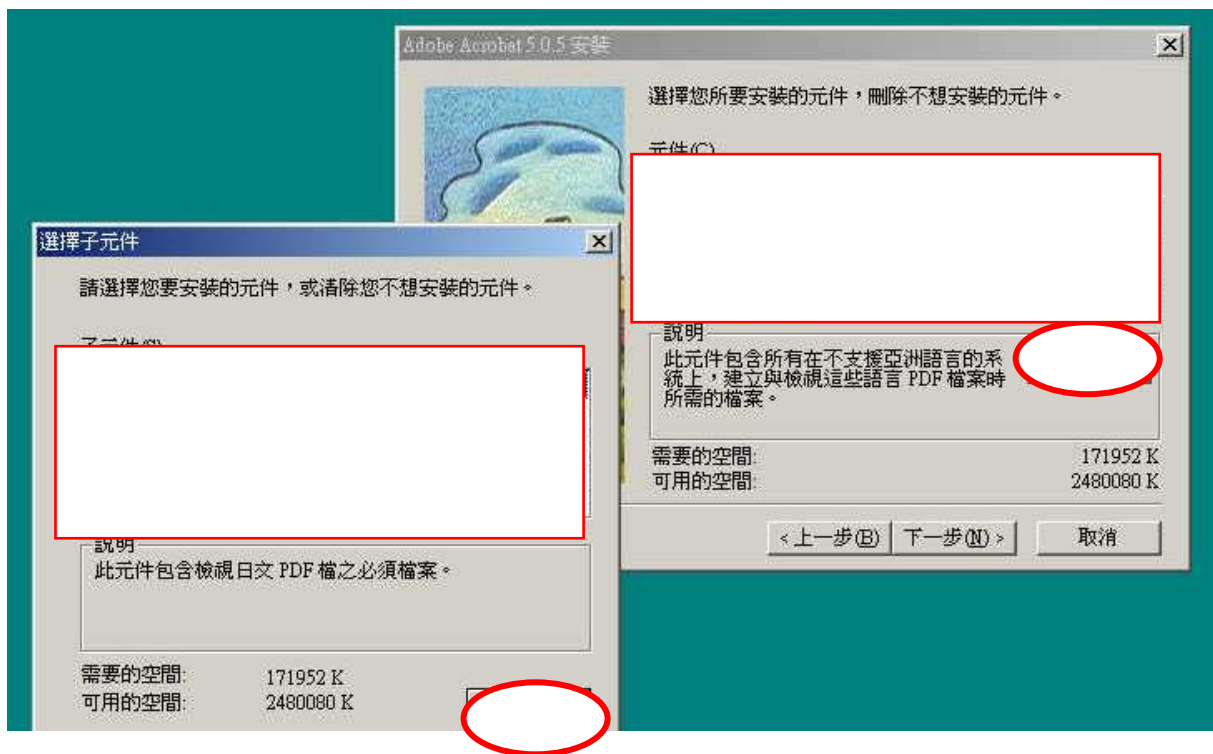 Adobe Acrobat 5.0.5 安裝
選擇您所要安裝的元件，刪除不想安裝的元件。
元件(C)
說明
此元件包含所有在不支援亞洲語言的系
統上，建立與檢視這些語言 PDF 檔案時
所需的檔案。
需要的空間: 171952 K
可用的空間: 2480080 K
<上一步(B) 下一步(N)> 取消
選擇子元件
請選擇您要安裝的元件，或清除您不想安裝的元件。
子元件(S)
說明
此元件包含檢視日文 PDF 檔之必須檔案。
需要的空間: 171952 K
可用的空間: 2480080 K